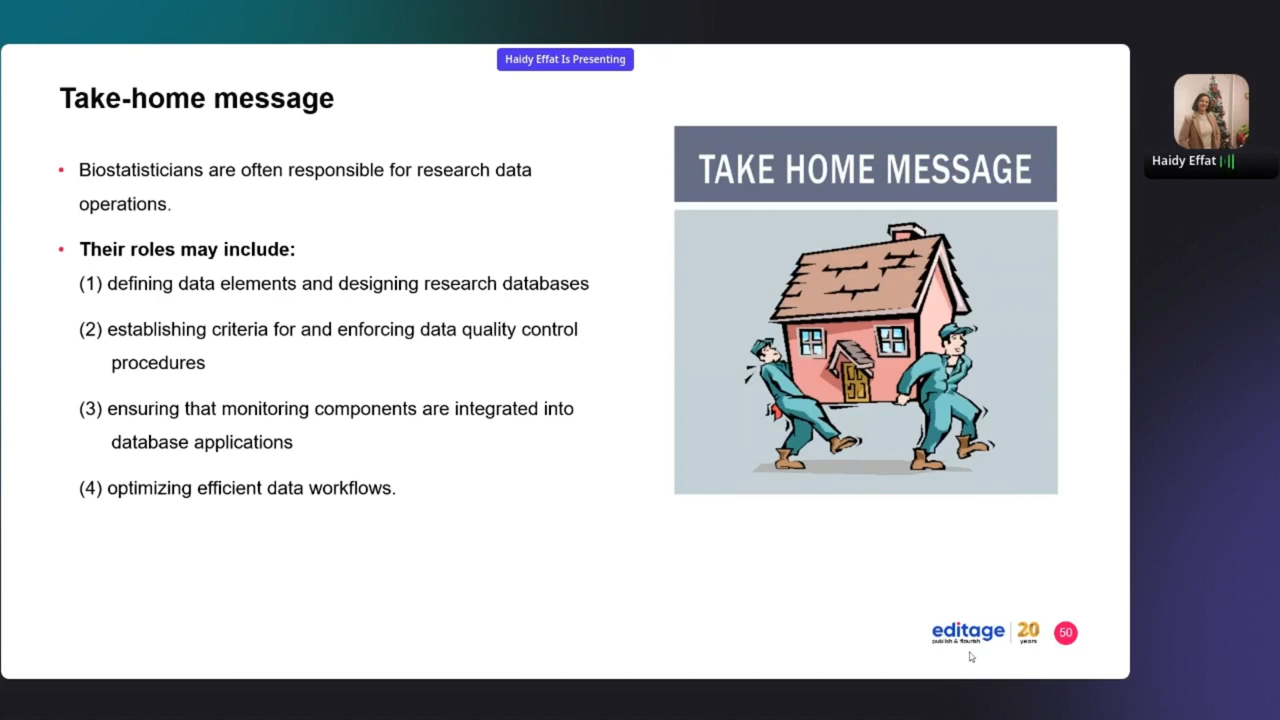 Haidy Effat Is Presenting
Take-home message
• Biostatisticians are often responsible for research data
operations.
• Their roles may include:
(1) defining data elements and designing research databases
(2) establishing criteria for and enforcing data quality control
procedures
(3) ensuring that monitoring components are integrated into
database applications
(4) optimizing efficient data workflows.
TAKE HOME MESSAGE
Haidy Effat
editage
publish & flourish
20
years
50